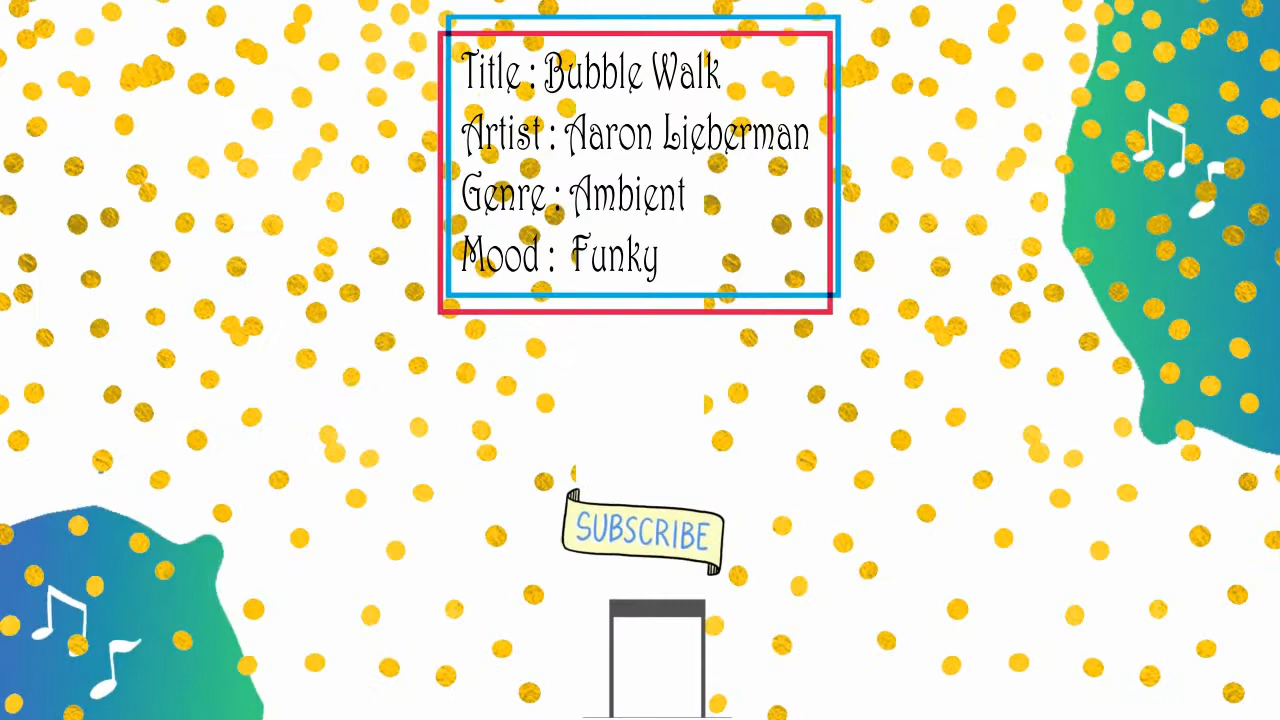 Title : Bubble Walk
Artist : Aaron Lieberman
Genre : Ambient
Mood : Funky
SUBSCRIBE